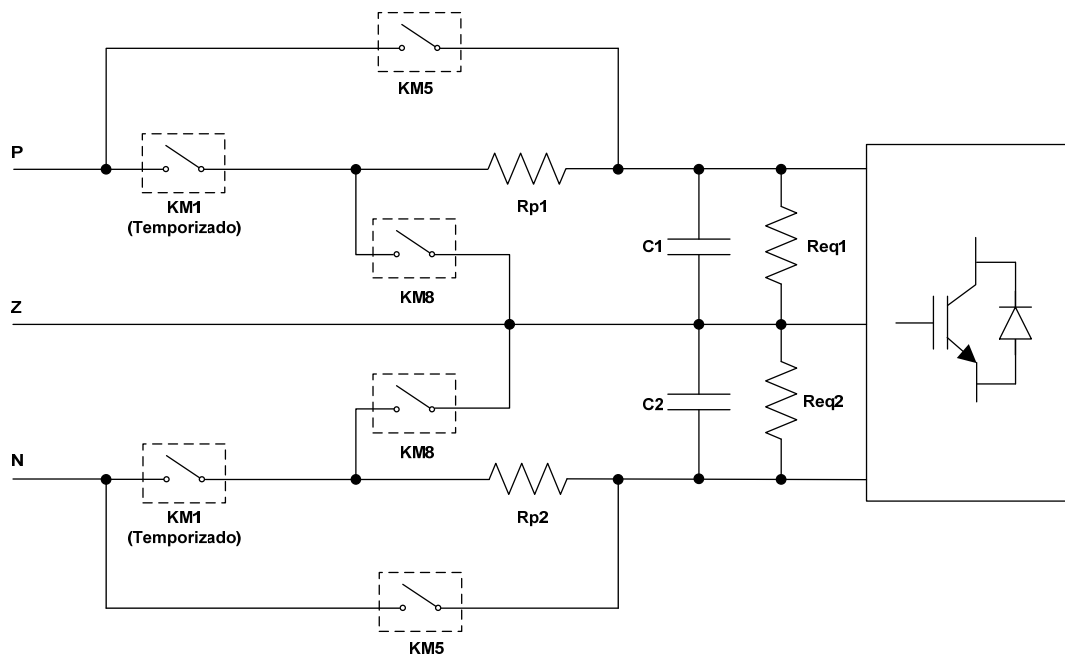 KM5
P
KM1
(Temporizado)
Rp1
KM8
C1
Req1
Z
KM8
C2
Req2
N
KM1
(Temporizado)
Rp2
KM5